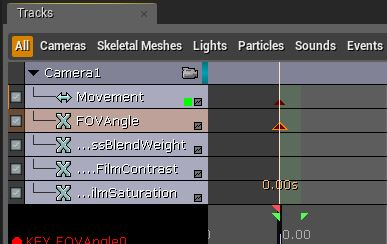 Tracks
All Cameras Skeletal Meshes Lights Particles Sounds Events
Camera1
Movement
FOVAngle
...ssBlendWeight
....FilmContrast
...ilmSaturation
0.00s
0.00
KEY FOVAngle0